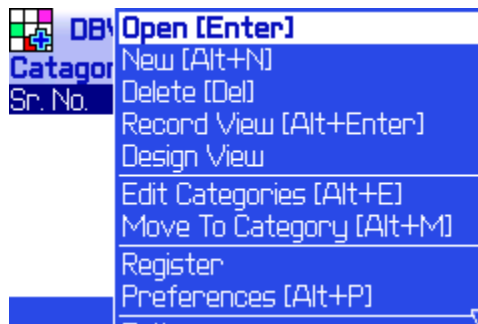 DBV
Catagor
Sr. No.
Open [Enter]
New [Alt+N]
Delete [Del]
Record View [Alt+Enter]
Design View
Edit Categories [Alt+E]
Move To Category [Alt+M]
Register
Preferences [Alt+P]